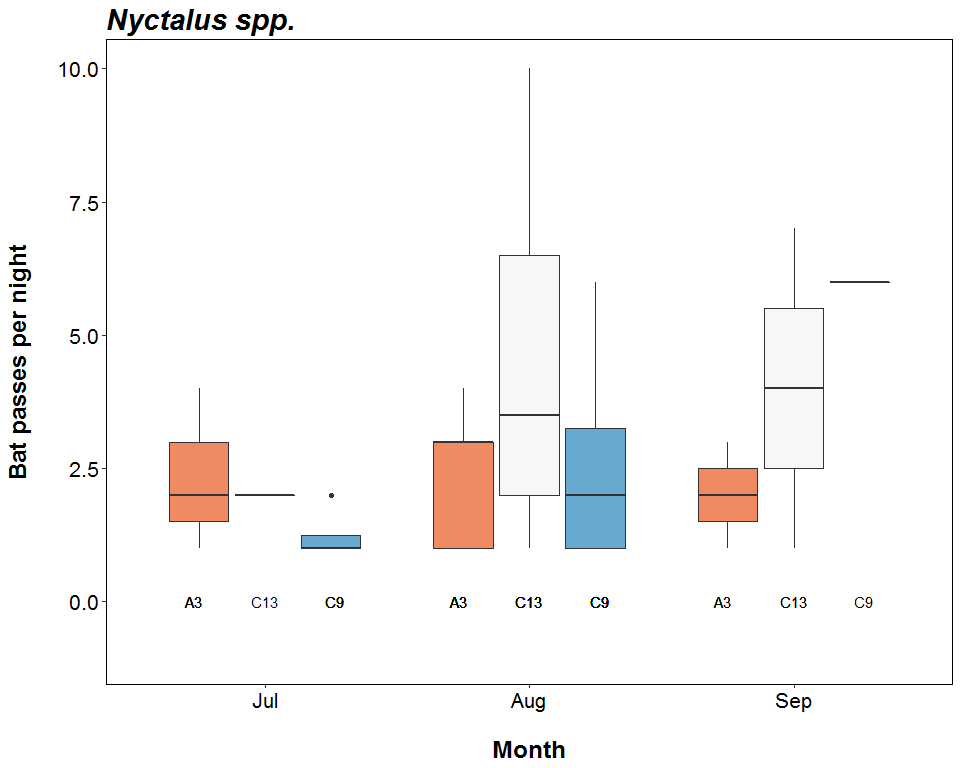 Nyctalus spp.
Bat passes per night
10.0
7.5
5.0
2.5
0.0
A3 C13 C9 A3 C13 C9 A3 C13 C9
Jul Aug Sep
Month